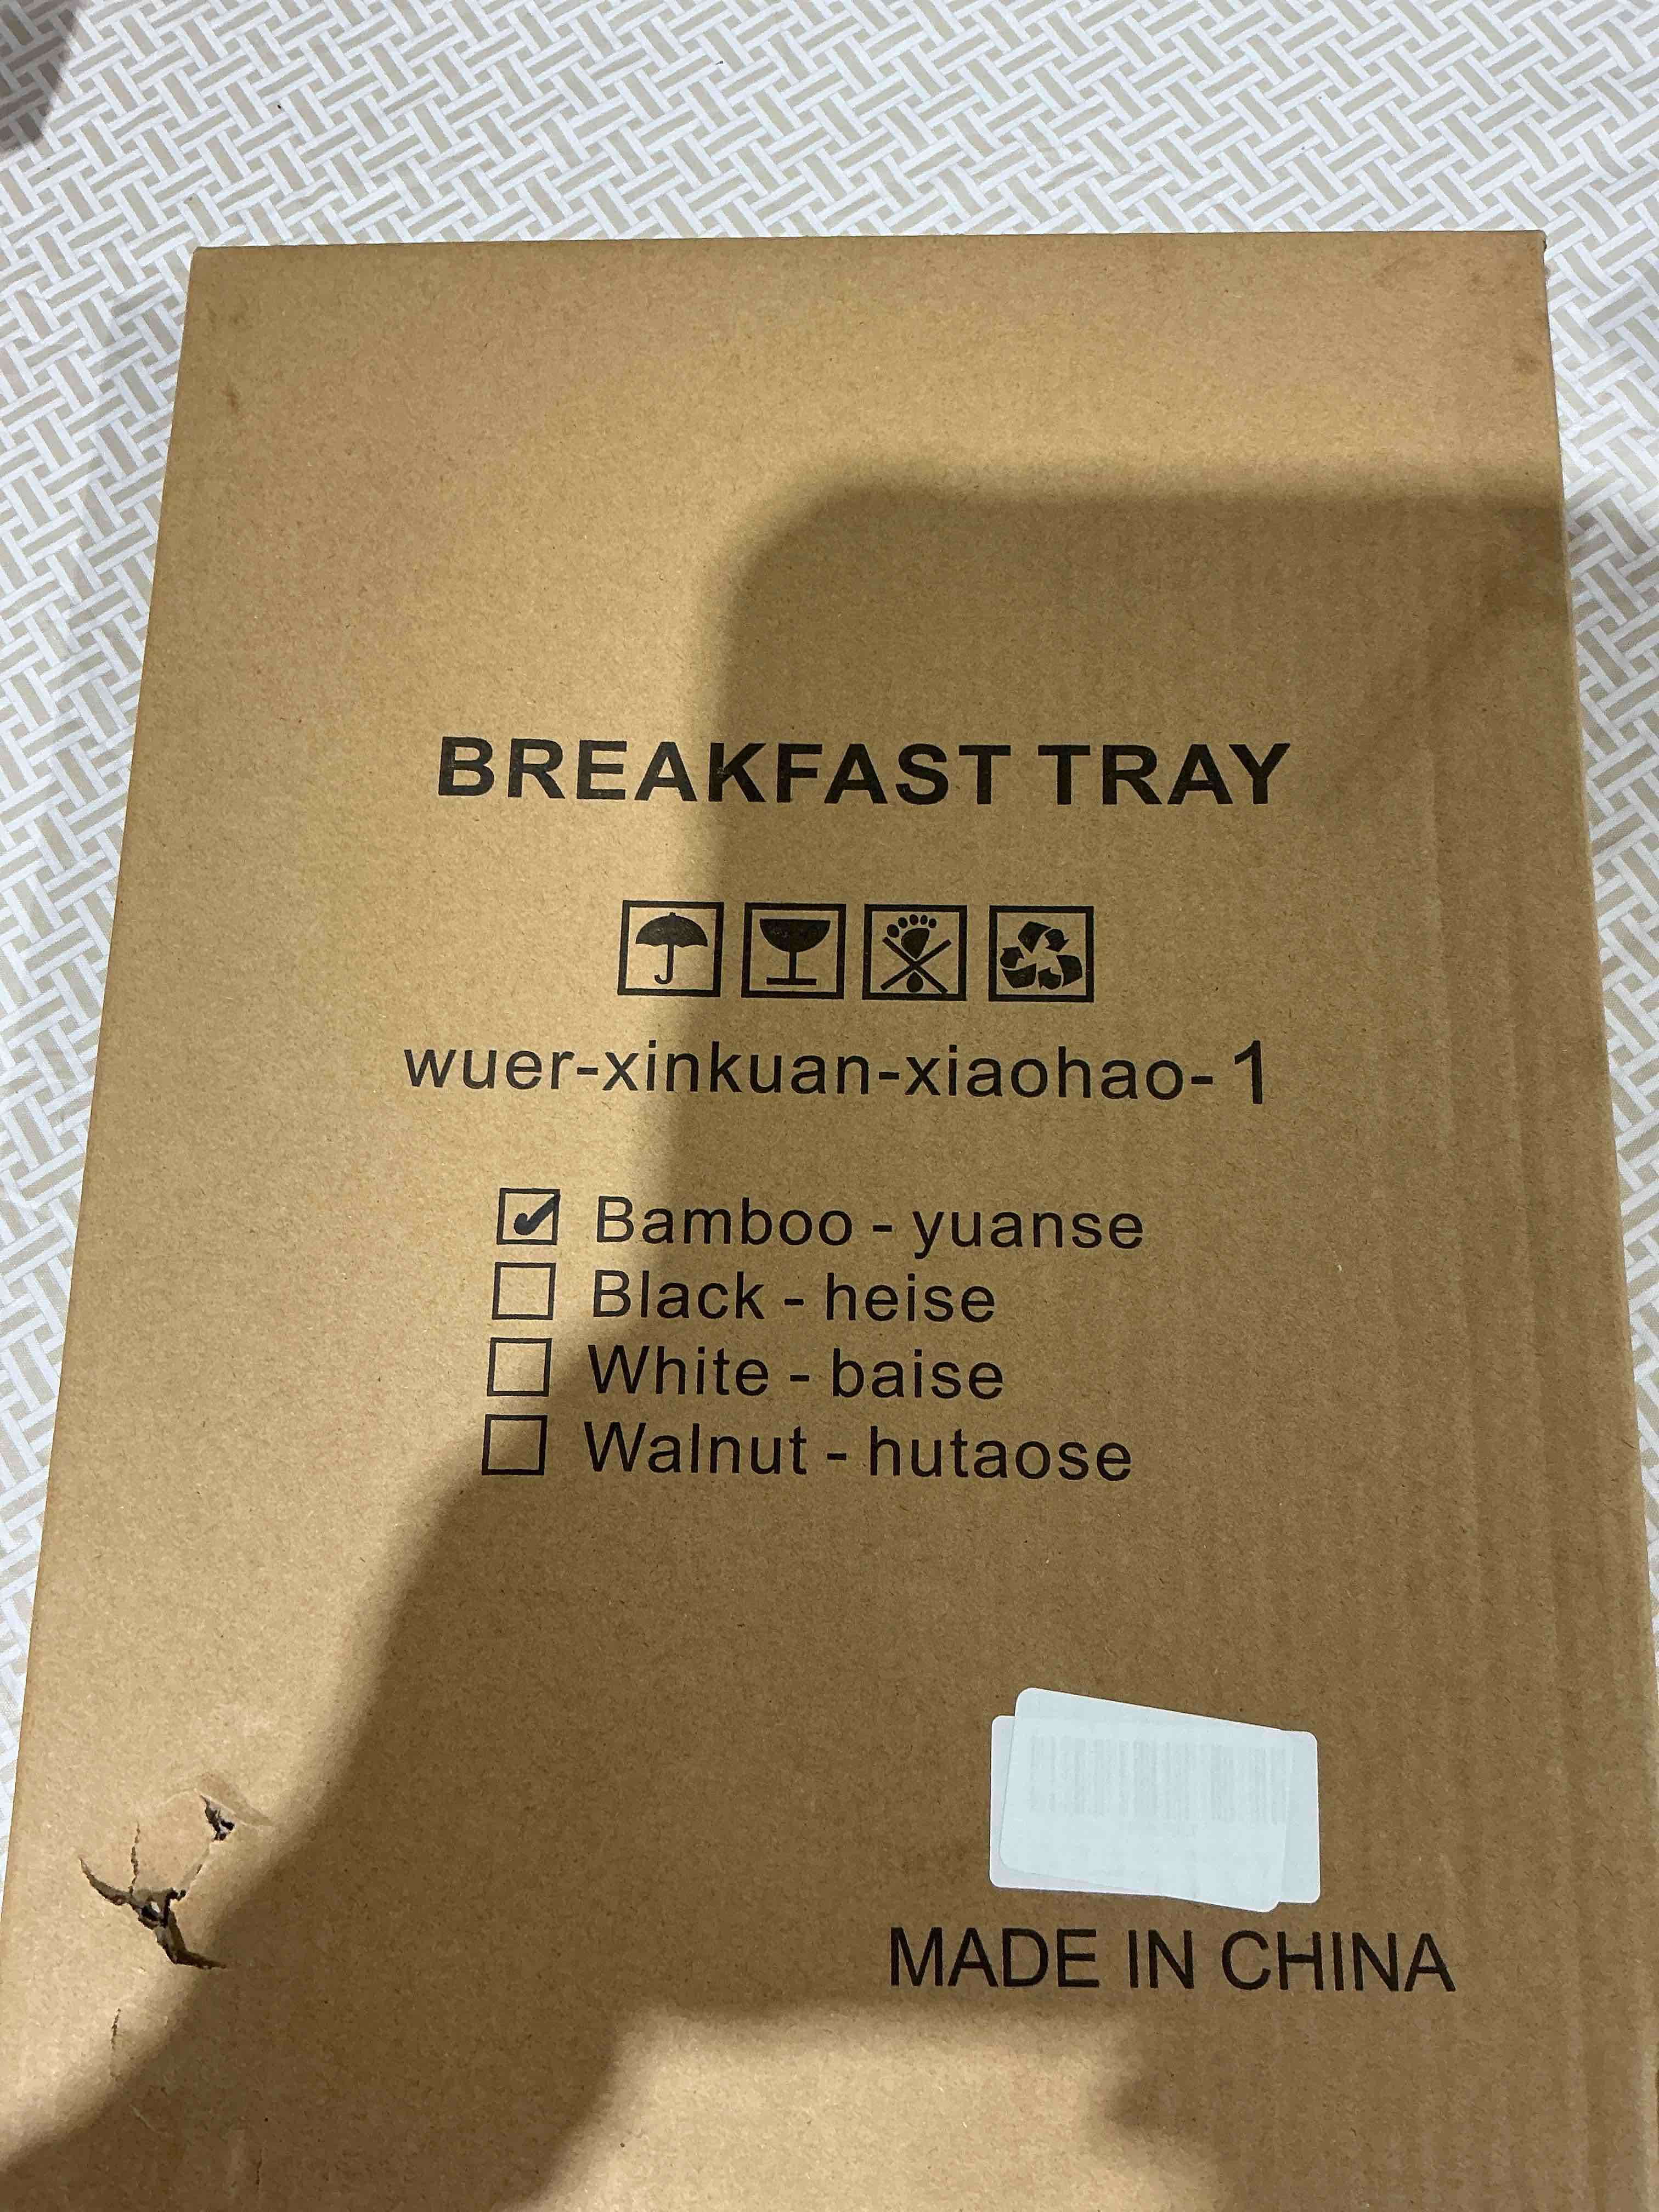 BREAKFAST TRAY
wuer-xinkuan-xiaohao-1
Bamboo - yuanse
Black - heise
White - baise
Walnut - hutaose
MADE IN CHINA